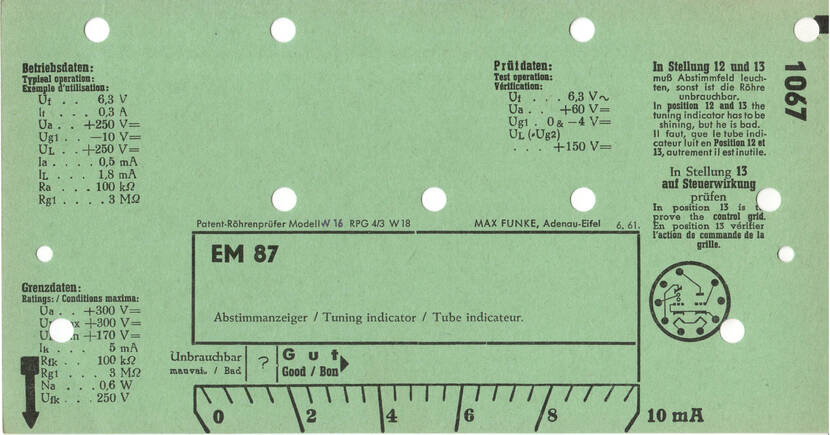 Betriebsdaten:
Typical operation:
Exemple d'utilisation:
Uf . . 6,3 V
If . . . 0,3 A
Ua . . +250 V=
Ug1 . . −10 V=
UL . . +250 V=
Ia . . . . 0,5 mA
IL . . . . 1,8 mA
Ra . . . 100 kΩ
Rg1 . . . . 3 MΩ
Prüfdaten:
Test operation:
Vérification:
Uf . . . 6,3 V~
Ua . . . +60 V=
Ug1 . 0 & −4 V=
UL (•Ug2)
. . . +150 V=
In Stellung 12 und 13
muß Abstimmfeld leuch-
ten, sonst ist die Röhre
unbrauchbar.
In position 12 and 13 the
tuning indicator has to be
shining, but he is bad.
Il faut, que le tube indi-
cateur luit en Position 12 et
13, autrement il est inutile.
In Stellung 13
auf Steuerwirkung
prüfen
In position 13 is
prove the control grid.
En position 13 vérifier
l'action de commande de la
grille.
1067
Patent-Röhrenprüfer Modell W 16 RPG 4/3 W 18 MAX FUNKE, Adenau-Eifel 6. 61.
EM 87
Abstimmanzeiger / Tuning indicator / Tube indicateur.
Grenzdaten:
Ratings: / Conditions maxima:
Ua . . +300 V=
+300 V=
+170 V=
Ik . . . . 5 mA
Rfk . . 100 kΩ
Rg1 . . . 3 MΩ
Na . . . 0,6 W
Ufk . . . 250 V
Unbrauchbar ? Gut
mauvais / Bad Good / Bon
0 2 4 6 8 10 mA